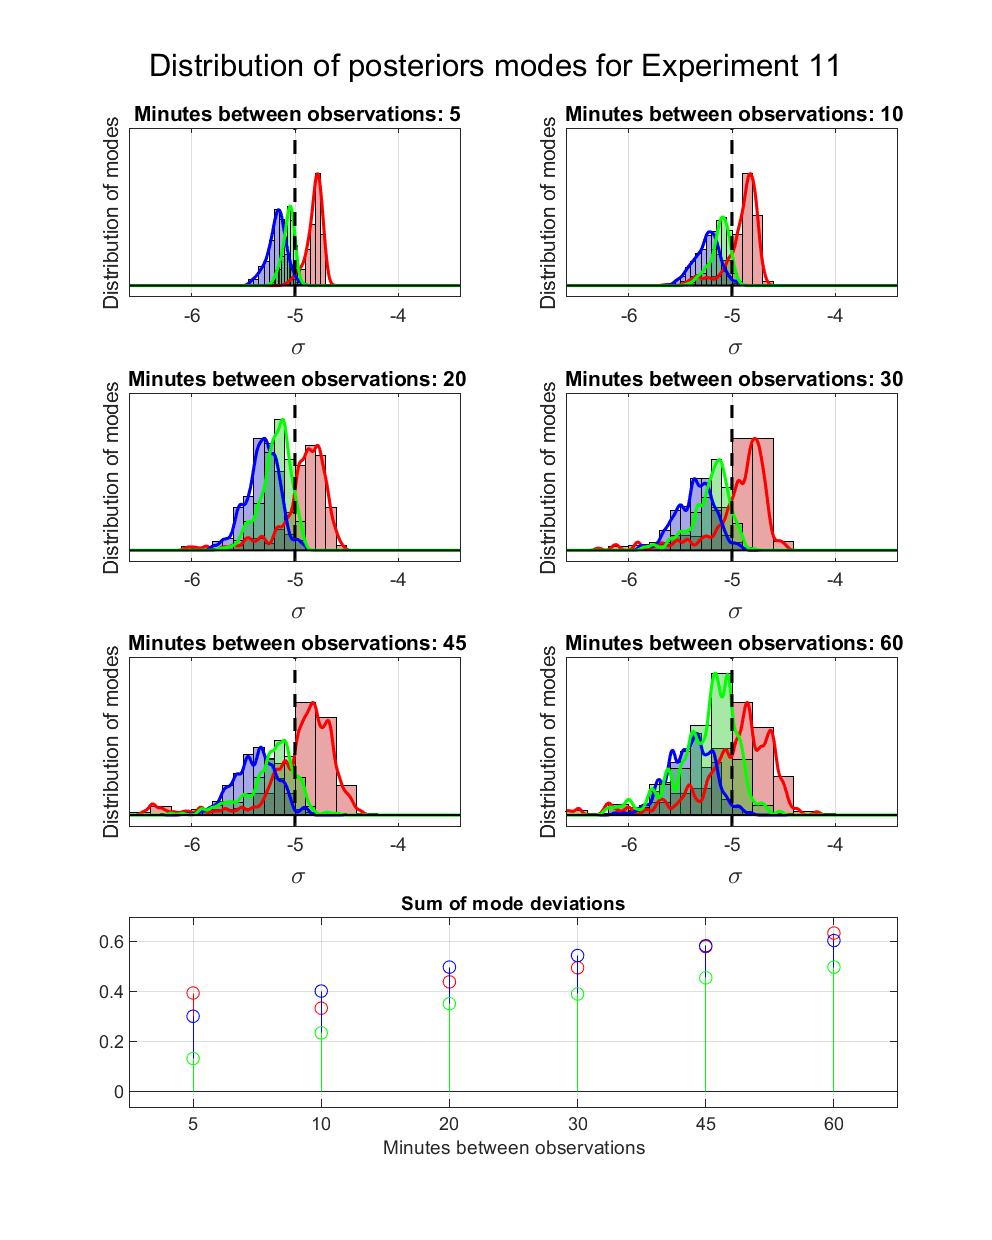 Distribution of posteriors modes for Experiment 11
Minutes between observations: 5
Distribution of modes
-6 -5 -4
σ
Minutes between observations: 10
Distribution of modes
-6 -5 -4
σ
Minutes between observations: 20
Distribution of modes
-6 -5 -4
σ
Minutes between observations: 30
Distribution of modes
-6 -5 -4
σ
Minutes between observations: 45
Distribution of modes
-6 -5 -4
σ
Minutes between observations: 60
Distribution of modes
-6 -5 -4
σ
Sum of mode deviations
0.6
0.4
0.2
0
5 10 20 30 45 60
Minutes between observations